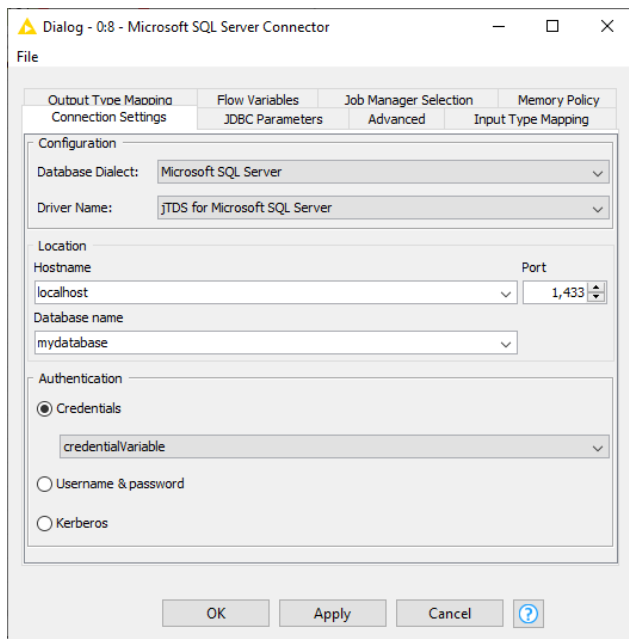 Dialog - 0:8 - Microsoft SQL Server Connector
File
Output Type Mapping Flow Variables Job Manager Selection Memory Policy
Connection Settings JDBC Parameters Advanced Input Type Mapping
Configuration
Database Dialect: Microsoft SQL Server
Driver Name: jTDS for Microsoft SQL Server
Location
Hostname Port
localhost 1,433
Database name
mydatabase
Authentication
Credentials
credentialVariable
Username & password
Kerberos
OK Apply Cancel ?